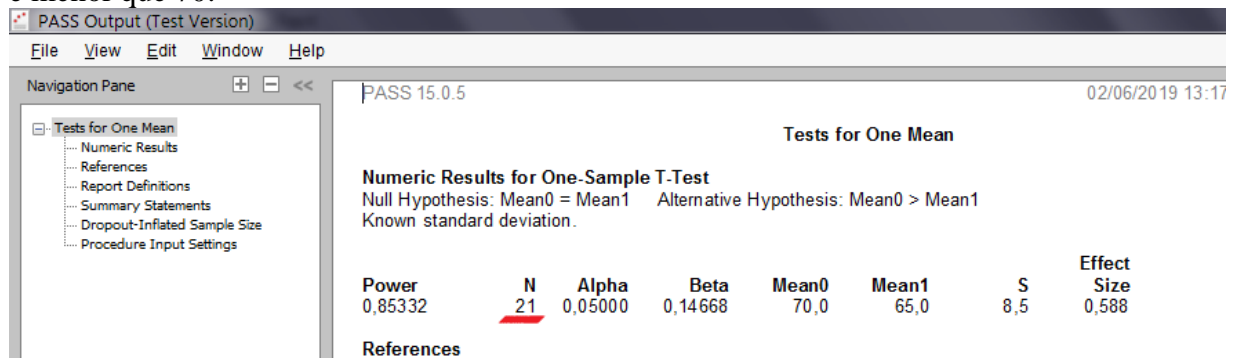 e menor que 70.
PASS Output (Test Version)
File View Edit Window Help
Navigation Pane
Tests for One Mean
Numeric Results
References
Report Definitions
Summary Statements
Dropout-Inflated Sample Size
Procedure Input Settings
PASS 15.0.5 02/06/2019 13:17
Tests for One Mean
Numeric Results for One-Sample T-Test
Null Hypothesis: Mean0 = Mean1 Alternative Hypothesis: Mean0 > Mean1
Known standard deviation.
Effect
Power N Alpha Beta Mean0 Mean1 S Size
0,85332 21 0,05000 0,14668 70,0 65,0 8,5 0,588
References